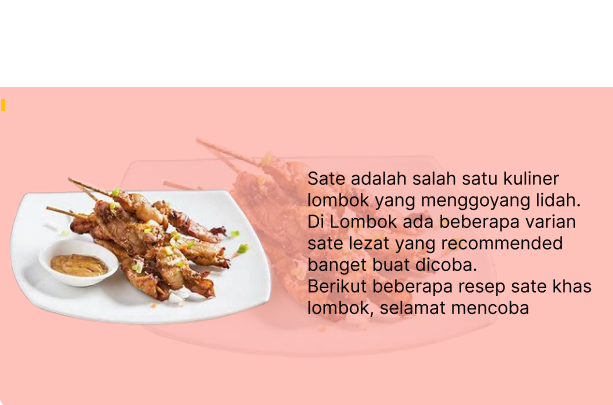 Sate adalah salah satu kuliner
lombok yang menggoyang lidah.
Di Lombok ada beberapa varian
sate lezat yang recommended
banget buat dicoba.
Berikut beberapa resep sate khas
lombok, selamat mencoba